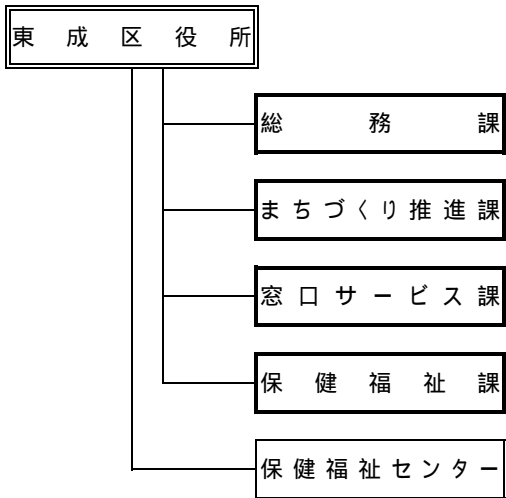 東成区役所
総務課
まちづくり推進課
窓口サービス課
保健福祉課
保健福祉センター